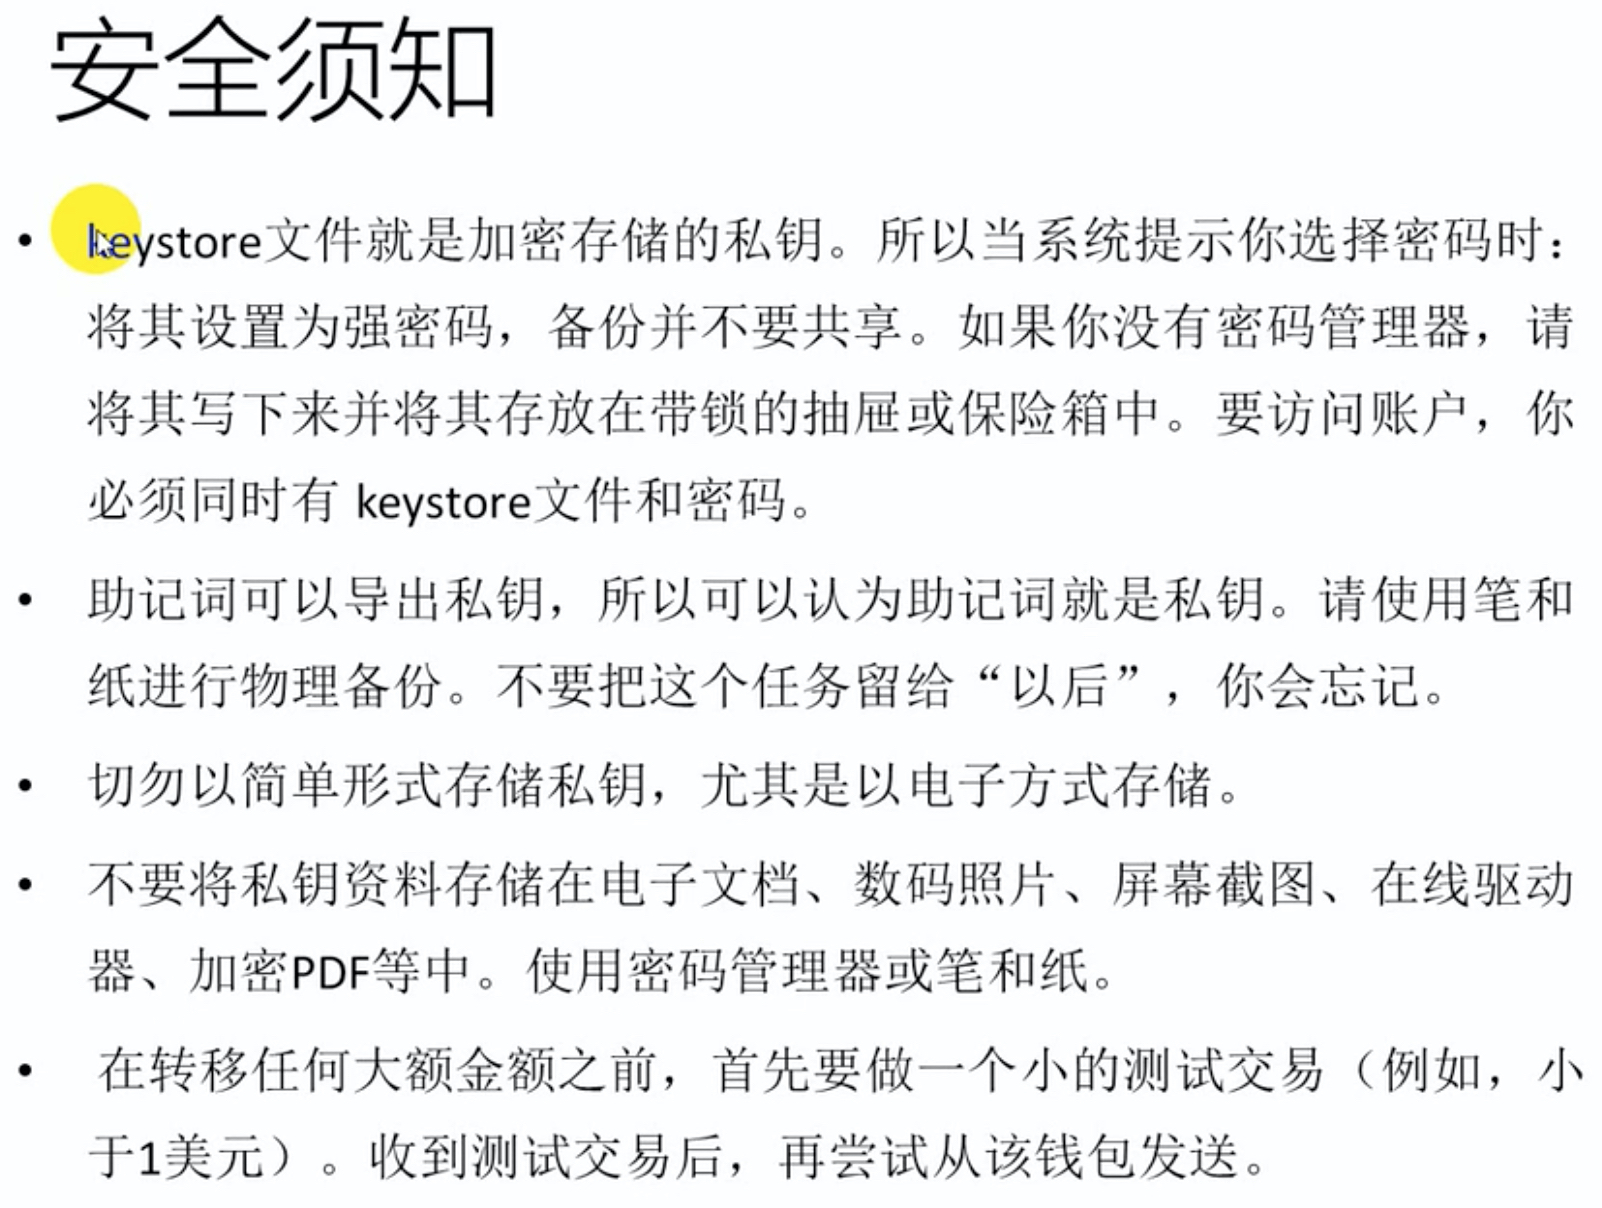 安全须知
• keystore文件就是加密存储的私钥。所以当系统提示你选择密码时：
将其设置为强密码，备份并不要共享。如果你没有密码管理器，请
将其写下来并将其存放在带锁的抽屉或保险箱中。要访问账户，你
必须同时有 keystore文件和密码。
• 助记词可以导出私钥，所以可以认为助记词就是私钥。请使用笔和
纸进行物理备份。不要把这个任务留给“以后”，你会忘记。
• 切勿以简单形式存储私钥，尤其是以电子方式存储。
• 不要将私钥资料存储在电子文档、数码照片、屏幕截图、在线驱动
器、加密PDF等中。使用密码管理器或笔和纸。
• 在转移任何大额金额之前，首先要做一个小的测试交易（例如，小
于1美元）。收到测试交易后，再尝试从该钱包发送。